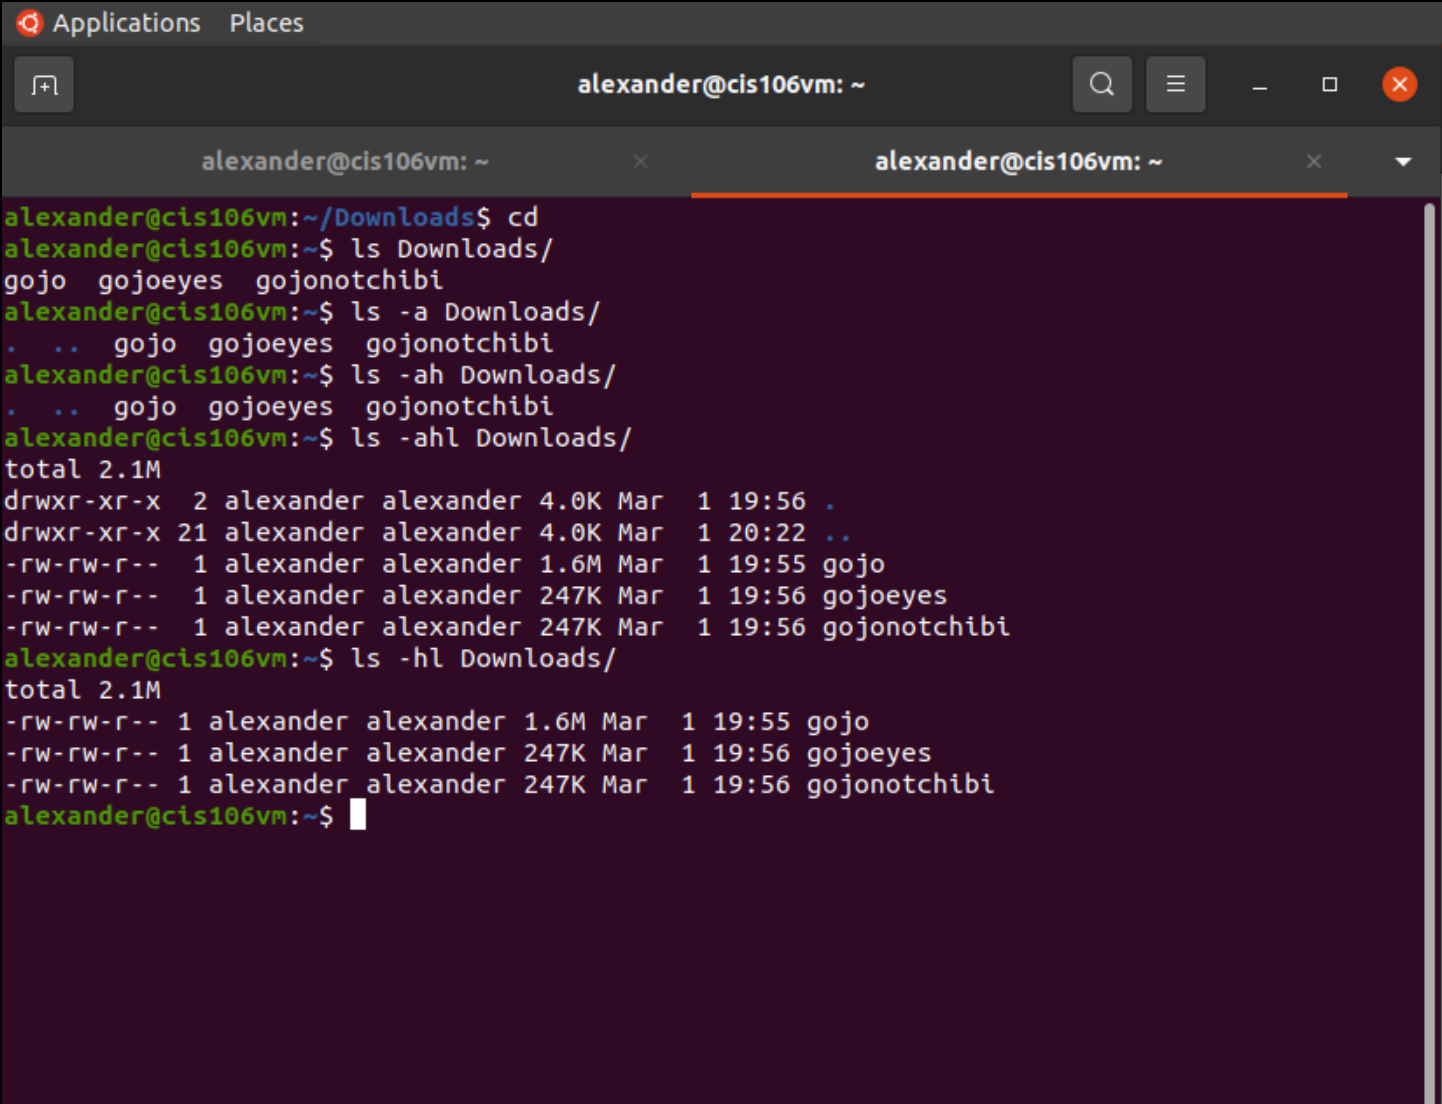 Applications Places
alexander@cis106vm: ~
alexander@cis106vm: ~ alexander@cis106vm: ~
alexander@cis106vm:~/Downloads$ cd
alexander@cis106vm:~$ ls Downloads/
gojo  gojoeyes  gojonotchibi
alexander@cis106vm:~$ ls -a Downloads/
.  ..  gojo  gojoeyes  gojonotchibi
alexander@cis106vm:~$ ls -ah Downloads/
.  ..  gojo  gojoeyes  gojonotchibi
alexander@cis106vm:~$ ls -ahl Downloads/
total 2.1M
drwxr-xr-x  2 alexander alexander 4.0K Mar  1 19:56 .
drwxr-xr-x 21 alexander alexander 4.0K Mar  1 20:22 ..
-rw-rw-r--  1 alexander alexander 1.6M Mar  1 19:55 gojo
-rw-rw-r--  1 alexander alexander 247K Mar  1 19:56 gojoeyes
-rw-rw-r--  1 alexander alexander 247K Mar  1 19:56 gojonotchibi
alexander@cis106vm:~$ ls -hl Downloads/
total 2.1M
-rw-rw-r-- 1 alexander alexander 1.6M Mar  1 19:55 gojo
-rw-rw-r-- 1 alexander alexander 247K Mar  1 19:56 gojoeyes
-rw-rw-r-- 1 alexander alexander 247K Mar  1 19:56 gojonotchibi
alexander@cis106vm:~$